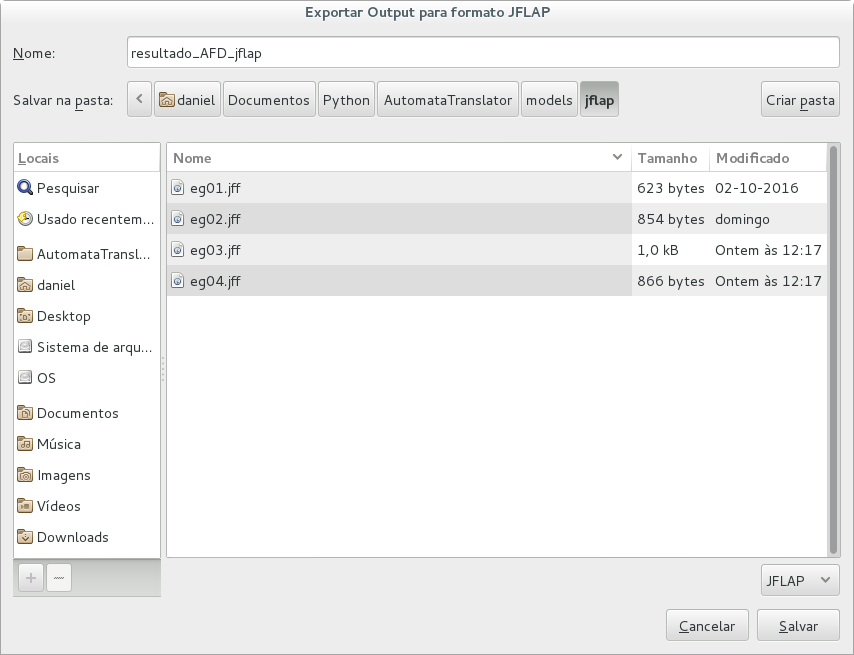 Exportar Output para formato JFLAP
Nome: resultado_AFD_jflap
Salvar na pasta: daniel Documentos Python AutomataTranslator models jflap Criar pasta
Locais Nome Tamanho Modificado
Pesquisar eg01.jff 623 bytes 02-10-2016
Usado recentem... eg02.jff 854 bytes domingo
AutomataTransl... eg03.jff 1,0 kB Ontem às 12:17
daniel eg04.jff 866 bytes Ontem às 12:17
Desktop
Sistema de arqu...
OS
Documentos
Música
Imagens
Vídeos
Downloads
JFLAP
Cancelar Salvar